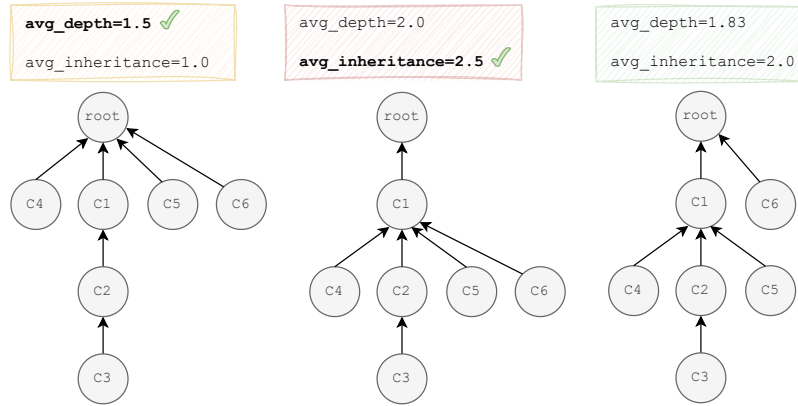 avg_depth=1.5
avg_inheritance=1.0
avg_depth=2.0
avg_inheritance=2.5
avg_depth=1.83
avg_inheritance=2.0
root
C4 C1 C5 C6
C2
C3
root
C1
C4 C2 C5 C6
C3
root
C1 C6
C4 C2 C5
C3